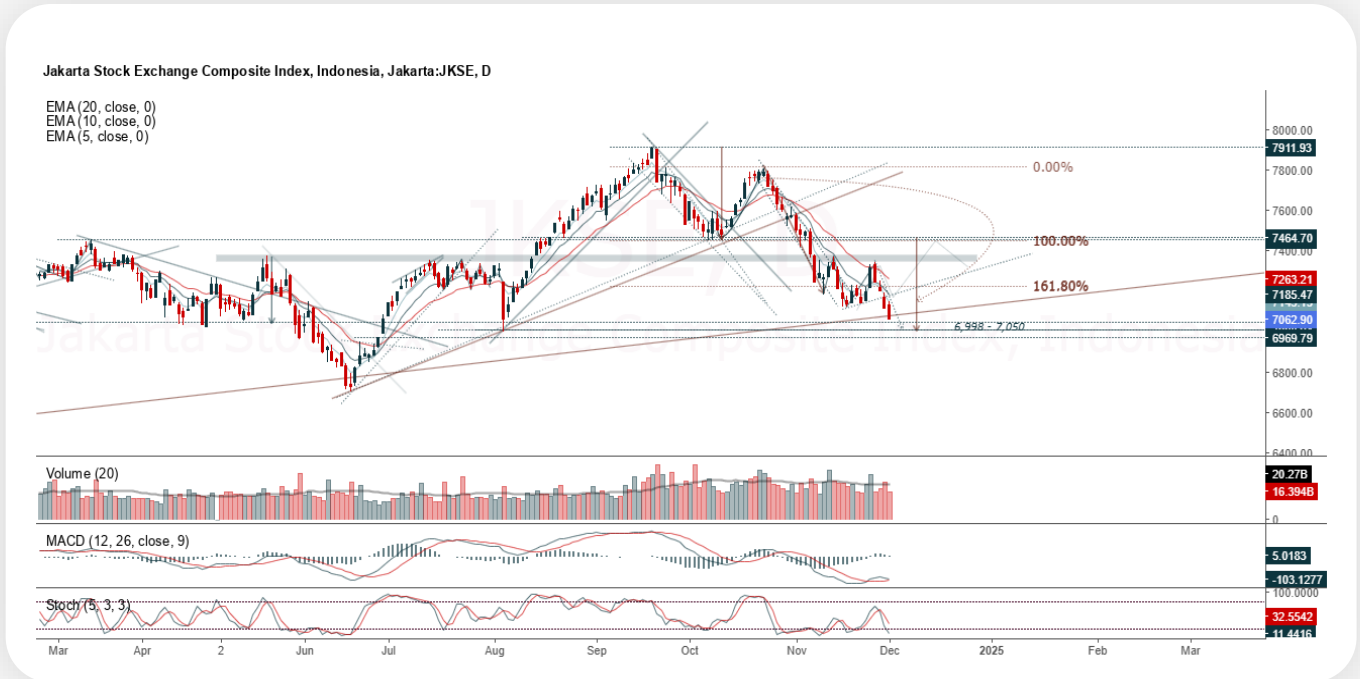 Jakarta Stock Exchange Composite Index, Indonesia, Jakarta:JKSE, D
EMA (20, close, 0)
EMA (10, close, 0)
EMA (5, close, 0)
8000.00
7911.93
0.00%
7800.00
7600.00
7464.70
100.00%
7400.00
7263.21
161.80%
7185.47
7062.90
6,998 - 7,050
6969.79
6800.00
6600.00
6400.00
Volume (20)
20.27B
16.394B
0
MACD (12, 26, close, 9)
5.0183
-103.1277
100.0000
Stoch (5, 3, 3)
32.5542
11.4416
Mar Apr 2 Jun Jul Aug Sep Oct Nov Dec 2025 Feb Mar